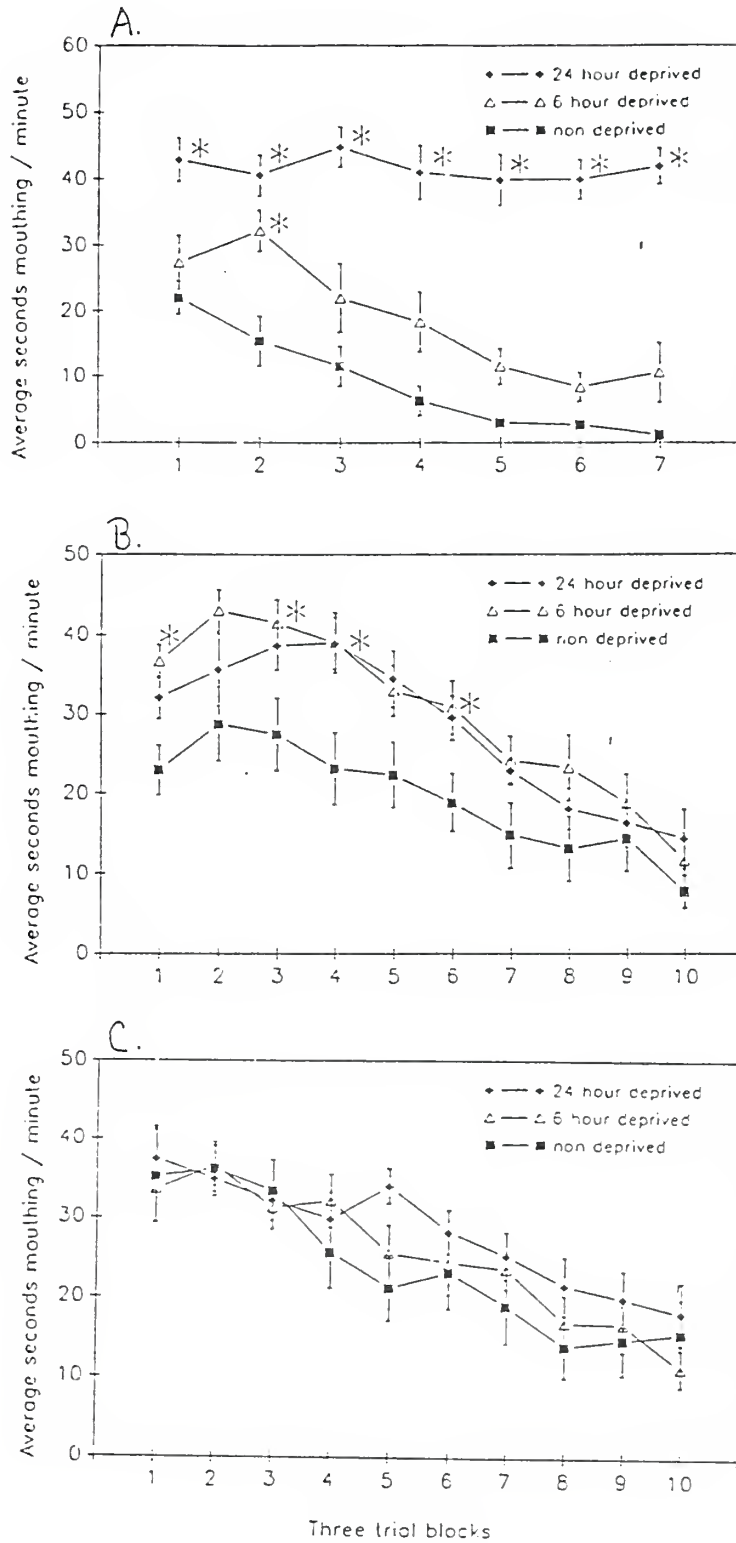 A.
60
50
40
30
20
10
0
Average seconds mouthing / minute
24 hour deprived
6 hour deprived
non deprived
* * * * * * *
*
1 2 3 4 5 6 7
B.
50
40
30
20
10
0
Average seconds mouthing / minute
24 hour deprived
6 hour deprived
non deprived
* * * *
1 2 3 4 5 6 7 8 9 10
C.
50
40
30
20
10
0
Average seconds mouthing / minute
24 hour deprived
6 hour deprived
non deprived
1 2 3 4 5 6 7 8 9 10
Three trial blocks